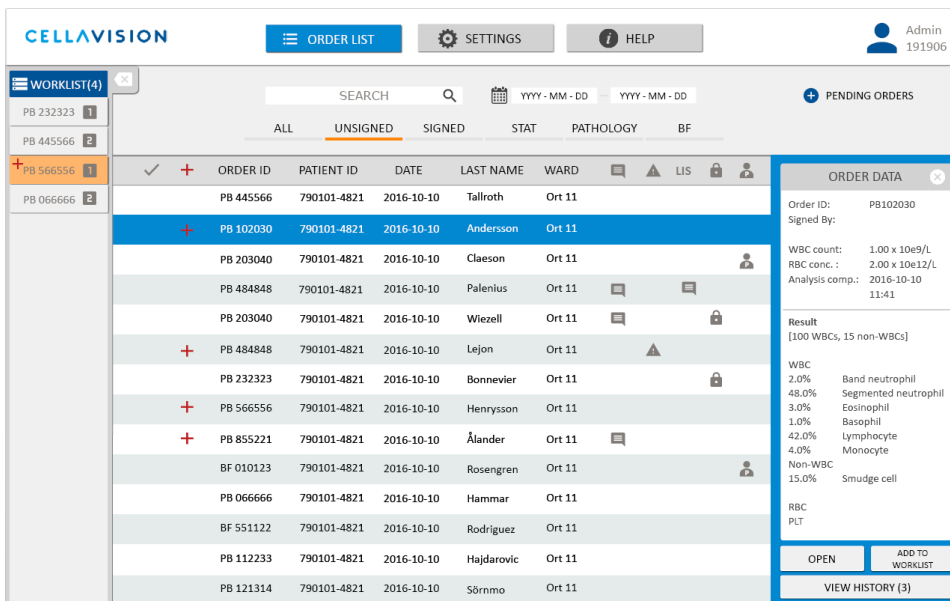 CELLAVISION
ORDER LIST
SETTINGS
i HELP
Admin
191906
WORKLIST(4)
PB 232323 1
PB 445566 2
PB 566556 1
PB 066666 2
SEARCH
YYYY - MM - DD — YYYY - MM - DD
PENDING ORDERS
ALL UNSIGNED SIGNED STAT PATHOLOGY BF
ORDER ID PATIENT ID DATE LAST NAME WARD LIS
PB 445566 790101-4821 2016-10-10 Tallroth Ort 11
PB 102030 790101-4821 2016-10-10 Andersson Ort 11
PB 203040 790101-4821 2016-10-10 Claeson Ort 11 P
PB 484848 790101-4821 2016-10-10 Palenius Ort 11
PB 203040 790101-4821 2016-10-10 Wiezell Ort 11
PB 484848 790101-4821 2016-10-10 Lejon Ort 11
PB 232323 790101-4821 2016-10-10 Bonnevier Ort 11
PB 566556 790101-4821 2016-10-10 Henrysson Ort 11
PB 855221 790101-4821 2016-10-10 Ålander Ort 11
BF 010123 790101-4821 2016-10-10 Rosengren Ort 11 P
PB 066666 790101-4821 2016-10-10 Hammar Ort 11
BF 551122 790101-4821 2016-10-10 Rodriguez Ort 11
PB 112233 790101-4821 2016-10-10 Hajdarovic Ort 11
PB 121314 790101-4821 2016-10-10 Sörnmo Ort 11
ORDER DATA
Order ID: PB102030
Signed By:
WBC count: 1.00 x 10e9/L
RBC conc. : 2.00 x 10e12/L
Analysis comp.: 2016-10-10
11:41
Result
[100 WBCs, 15 non-WBCs]
WBC
2.0% Band neutrophil
48.0% Segmented neutrophil
3.0% Eosinophil
1.0% Basophil
42.0% Lymphocyte
4.0% Monocyte
Non-WBC
15.0% Smudge cell
RBC
PLT
OPEN
ADD TO
WORKLIST
VIEW HISTORY (3)